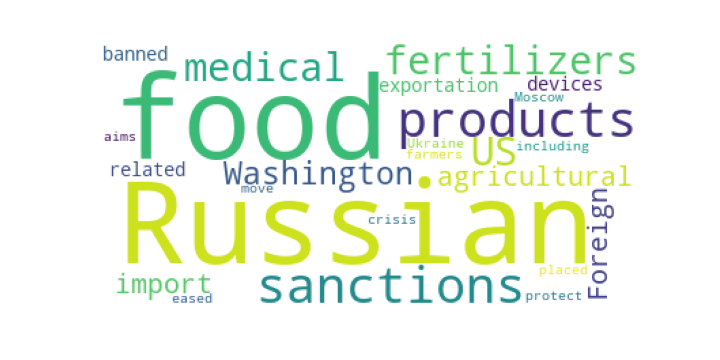 banned
medical
fertilizers
food
exportation
devices
Moscow
products
aims
Ukraine
US
including
farmers
related
Washington
agricultural
move
Russian
Foreign
crisis
import
sanctions
placed
eased
protect